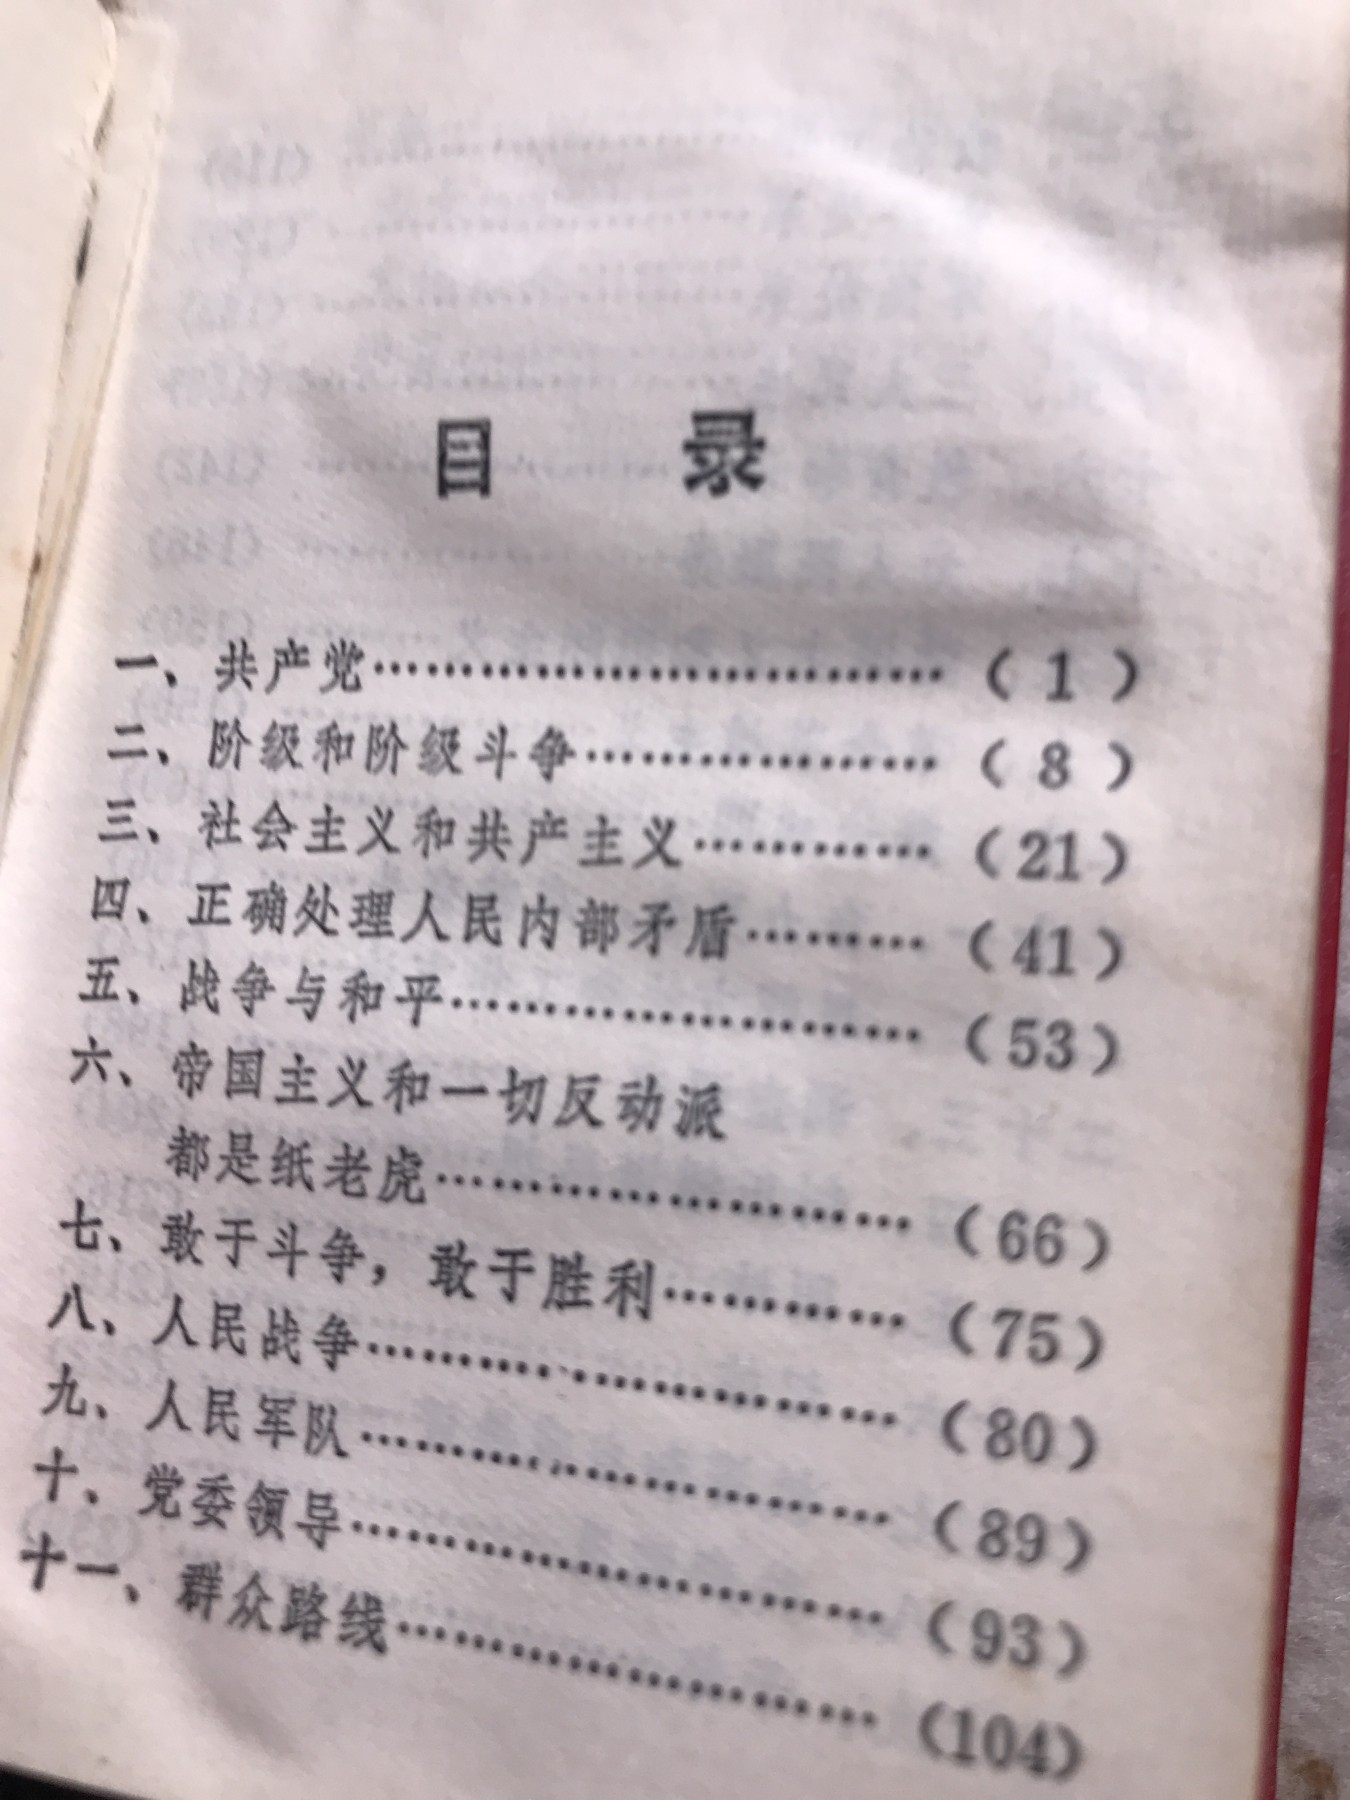 目 录
一、共产党……………………………（ 1 ）
二、阶级和阶级斗争…………………（ 8 ）
三、社会主义和共产主义…………（21）
四、正确处理人民内部矛盾………（41）
五、战争与和平………………………（53）
六、帝国主义和一切反动派
都是纸老虎………………………（66）
七、敢于斗争，敢于胜利…………（75）
八、人民战争…………………………（80）
九、人民军队…………………………（89）
十、党委领导…………………………（93）
十一、群众路线………………………（104）